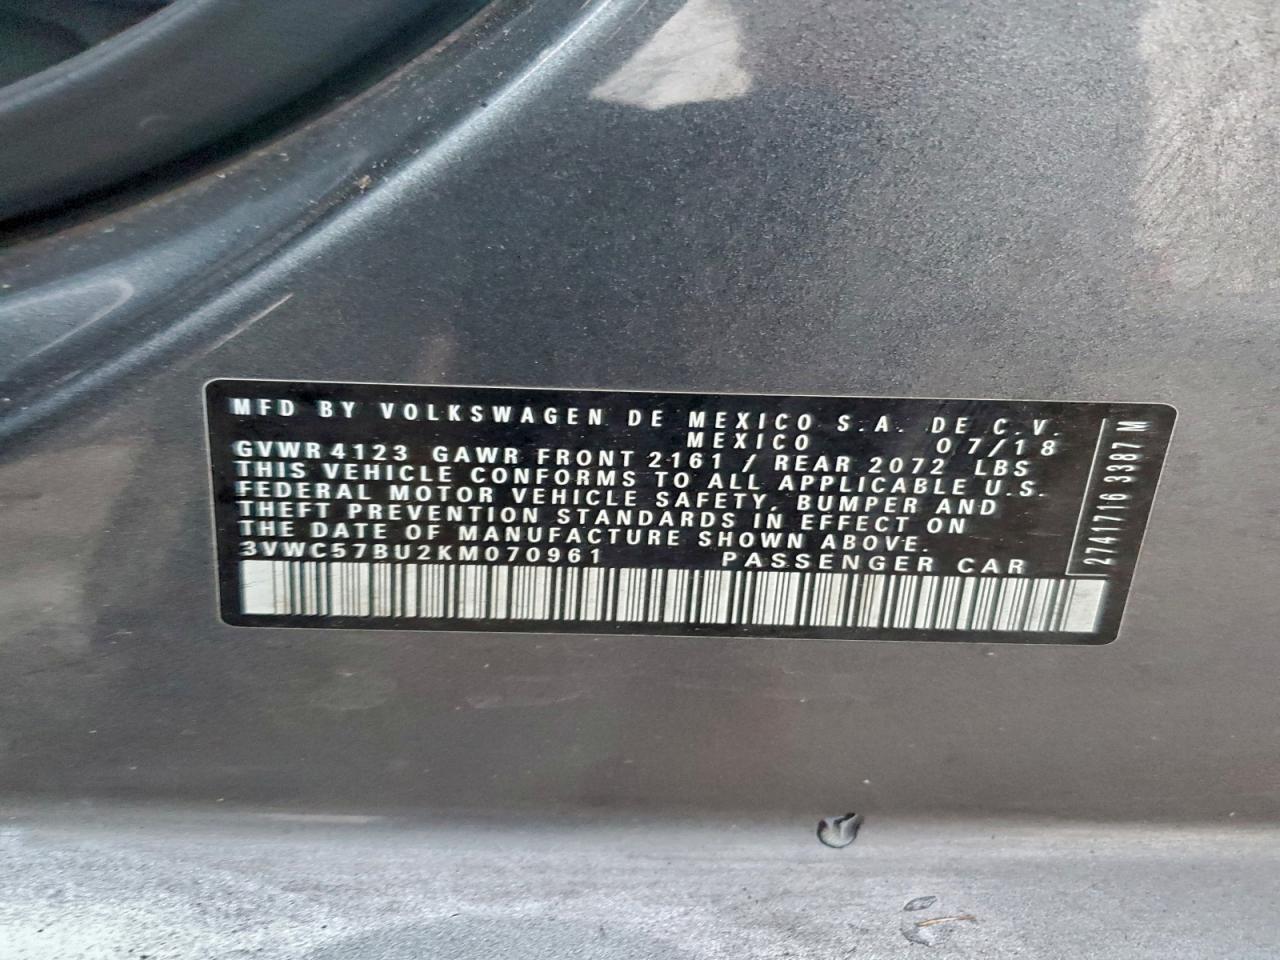 MFD BY VOLKSWAGEN DE MEXICO S.A. DE C.V.
MEXICO 07/18
GVWR 4123 GAWR FRONT 2161 / REAR 2072 LBS
THIS VEHICLE CONFORMS TO ALL APPLICABLE U.S.
FEDERAL MOTOR VEHICLE SAFETY, BUMPER AND
THEFT PREVENTION STANDARDS IN EFFECT ON
THE DATE OF MANUFACTURE SHOWN ABOVE.
3VWC57BU2KM070961 PASSENGER CAR
2741716 3387 M